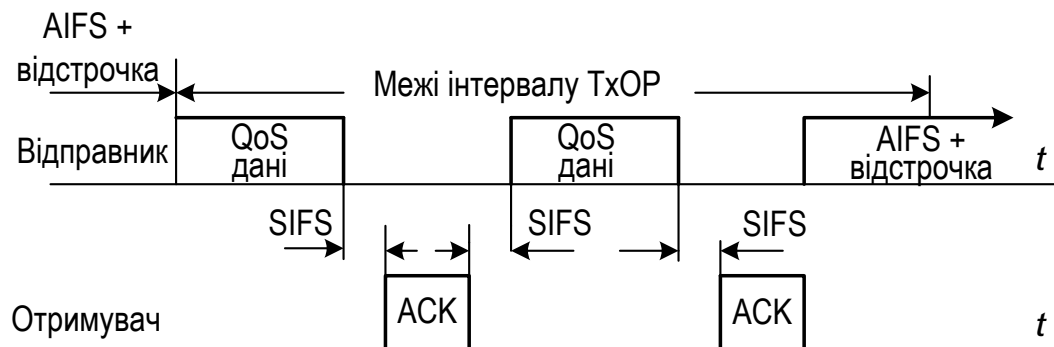 AIFS +
відстрочка
Межі інтервалу TxOP
Відправник
QoS
дані
QoS
дані
AIFS +
відстрочка
t
SIFS
SIFS
SIFS
Отримувач
ACK
ACK
t